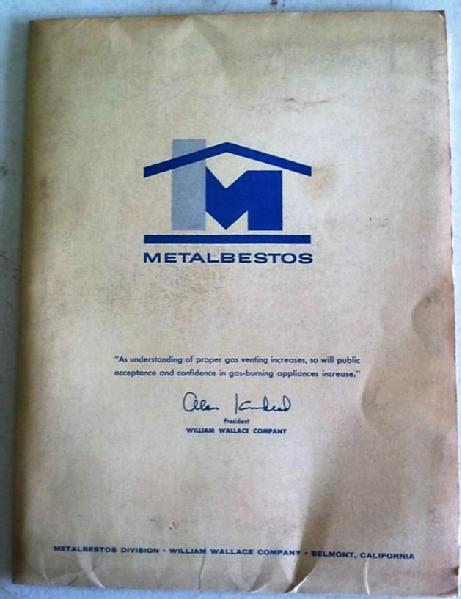 METALBESTOS
"As understanding of proper gas venting increases, so will public
acceptance and confidence in gas-burning appliances increase."
President
WILLIAM WALLACE COMPANY
METALBESTOS DIVISION · WILLIAM WALLACE COMPANY · BELMONT, CALIFORNIA